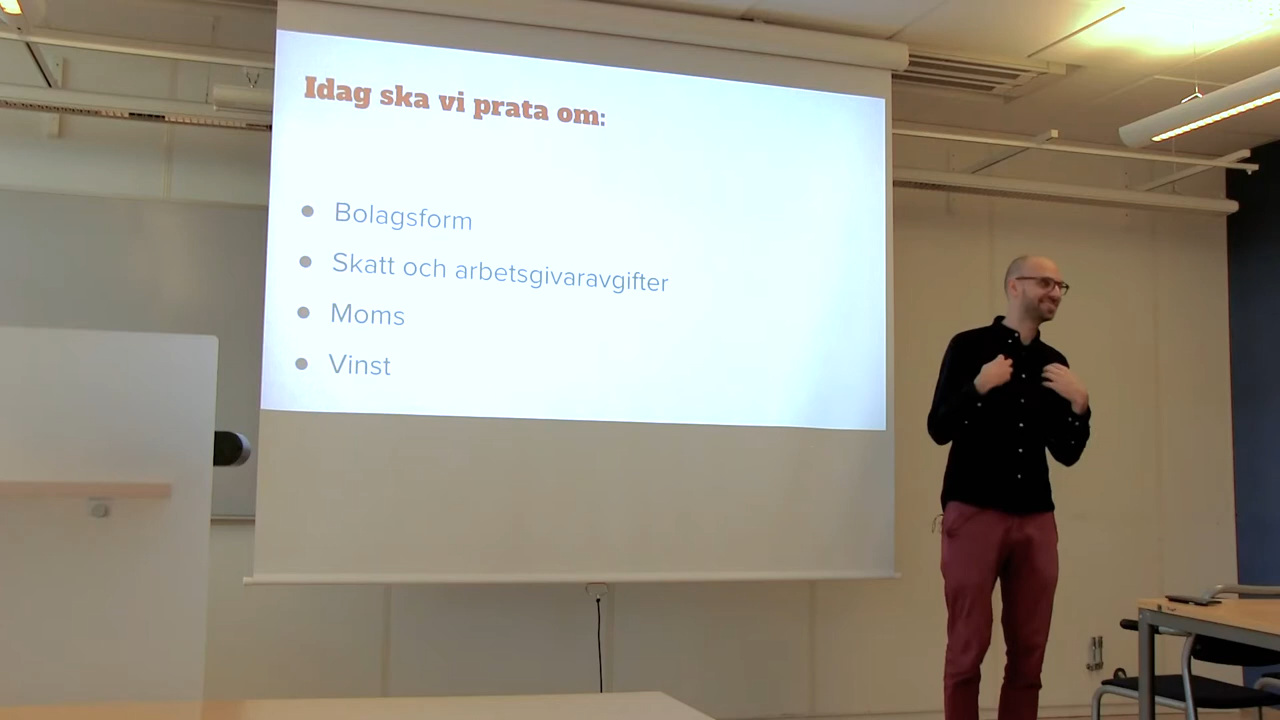 Idag ska vi prata om:
Bolagsform
Skatt och arbetsgivaravgifter
Moms
Vinst